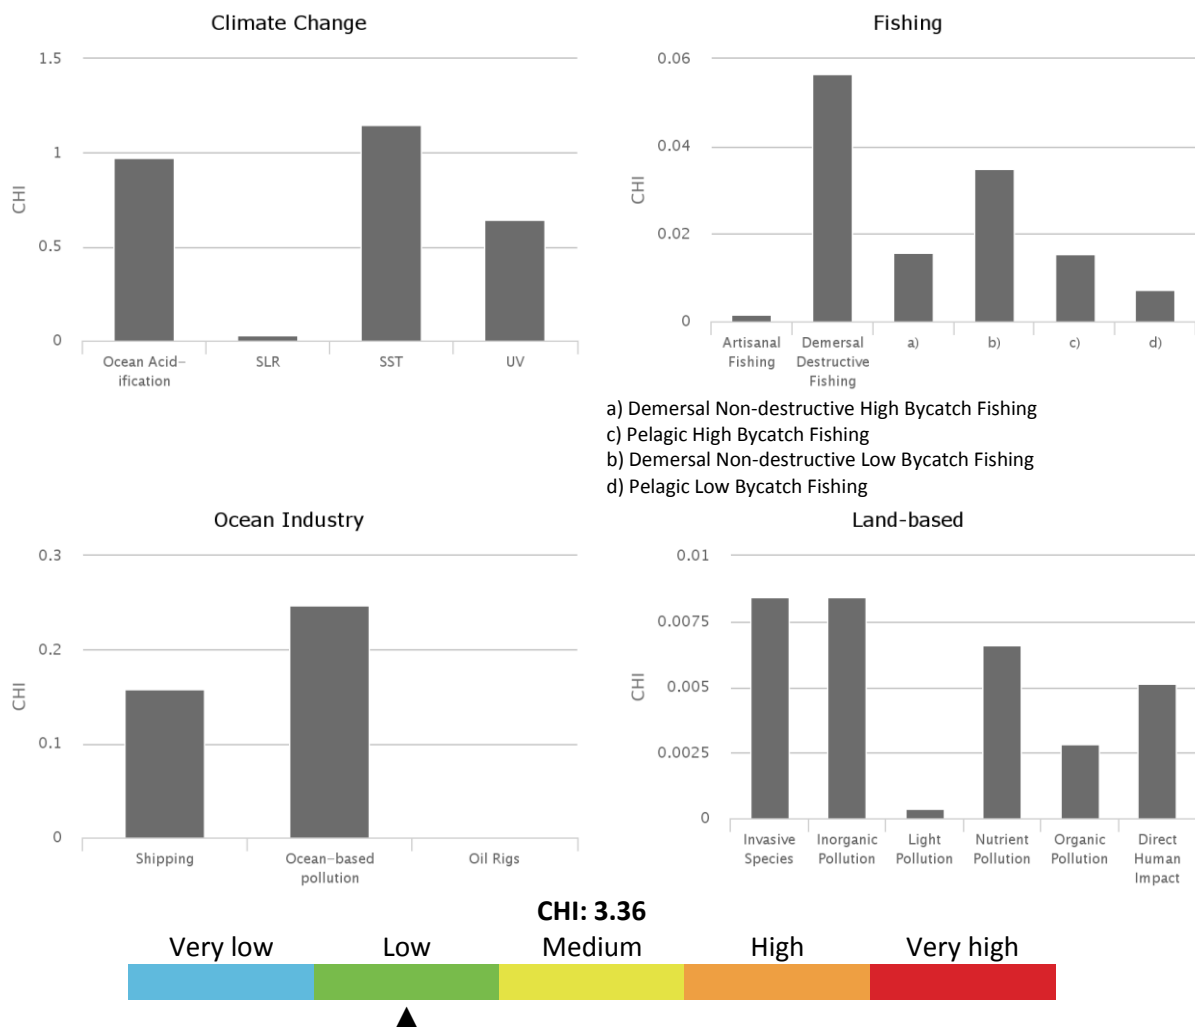 Climate Change
1.5
1
0.5
0
CHI
Ocean Acid–
ification
SLR
SST
UV
Fishing
0.06
0.04
0.02
0
CHI
Artisanal
Fishing
Demersal
Destructive
Fishing
a)
b)
c)
d)
a) Demersal Non-destructive High Bycatch Fishing
c) Pelagic High Bycatch Fishing
b) Demersal Non-destructive Low Bycatch Fishing
d) Pelagic Low Bycatch Fishing
Ocean Industry
0.3
0.2
0.1
0
CHI
Shipping
Ocean–based
pollution
Oil Rigs
Land-based
0.01
0.0075
0.005
0.0025
0
CHI
Invasive
Species
Inorganic
Pollution
Light
Pollution
Nutrient
Pollution
Organic
Pollution
Direct
Human
Impact
CHI: 3.36
Very low
Low
Medium
High
Very high